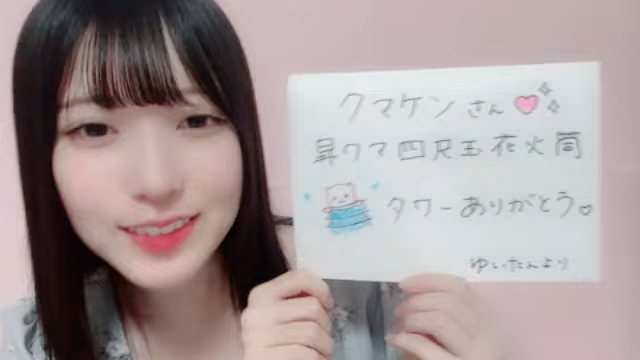 クマケンさん♡
昇クマ四尺玉花火筒
タワーありがとう♡
ゆいたんより